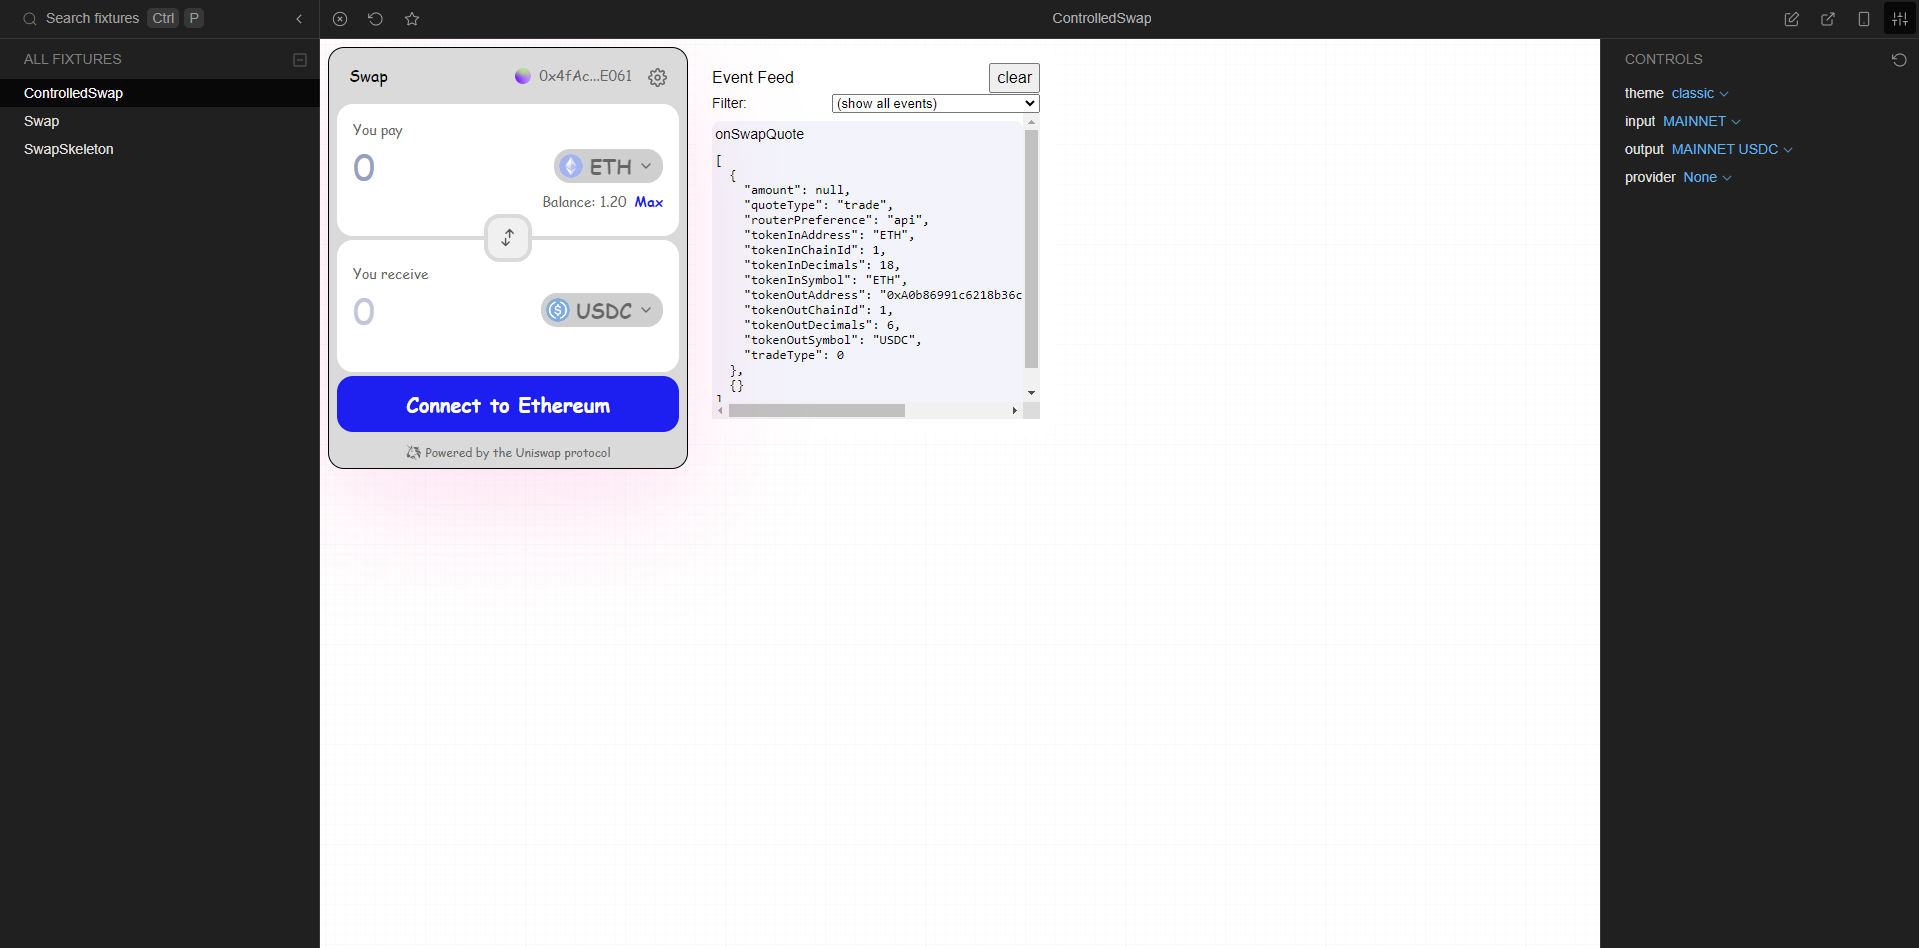 Search fixtures Ctrl P
ControlledSwap
ALL FIXTURES
ControlledSwap
Swap
SwapSkeleton
Swap 0x4fAc...E061
You pay
0 ETH
Balance: 1.20 Max
You receive
0 USDC
Connect to Ethereum
Powered by the Uniswap protocol
Event Feed clear
Filter: (show all events)
onSwapQuote
[
{
"amount": null,
"quoteType": "trade",
"routerPreference": "api",
"tokenInAddress": "ETH",
"tokenInChainId": 1,
"tokenInDecimals": 18,
"tokenInSymbol": "ETH",
"tokenOutAddress": "0xA0b86991c6218b36c
"tokenOutChainId": 1,
"tokenOutDecimals": 6,
"tokenOutSymbol": "USDC",
"tradeType": 0
},
{}
]
CONTROLS
theme classic
input MAINNET
output MAINNET USDC
provider None